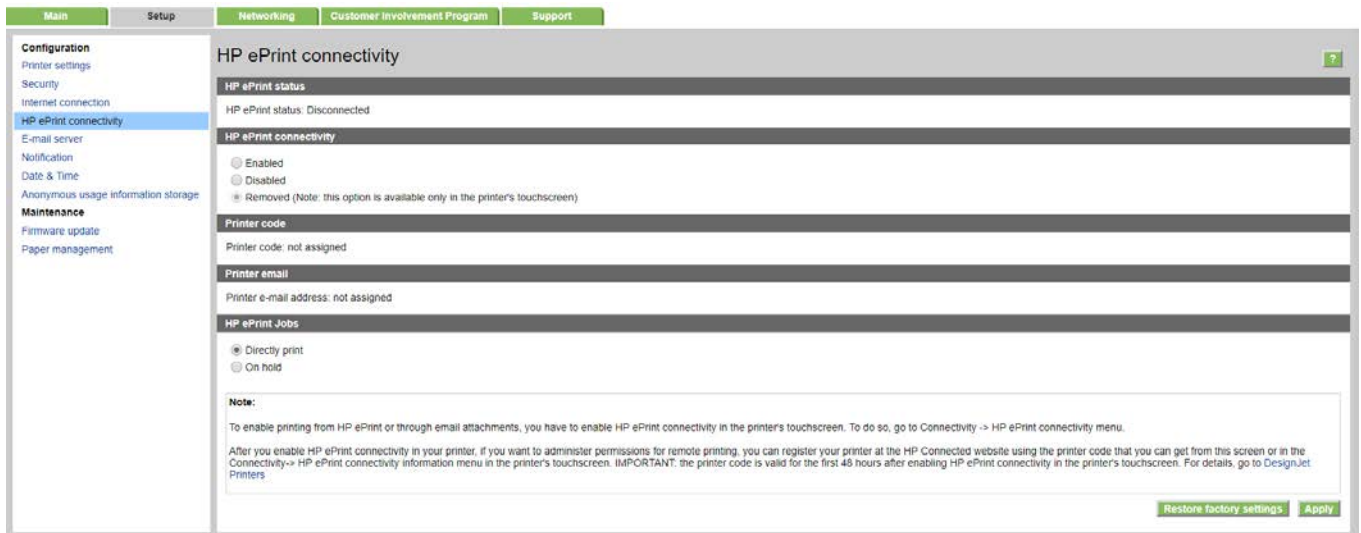 Main
Setup
Networking
Customer Involvement Program
Support
Configuration
Printer settings
Security
Internet connection
HP ePrint connectivity
E-mail server
Notification
Date & Time
Anonymous usage information storage
Maintenance
Firmware update
Paper management
HP ePrint connectivity
?
HP ePrint status
HP ePrint status: Disconnected
HP ePrint connectivity
Enabled
Disabled
Removed (Note: this option is available only in the printer's touchscreen)
Printer code
Printer code: not assigned
Printer email
Printer e-mail address: not assigned
HP ePrint Jobs
Directly print
On hold
Note:
To enable printing from HP ePrint or through email attachments, you have to enable HP ePrint connectivity in the printer's touchscreen. To do so, go to Connectivity -> HP ePrint connectivity menu.
After you enable HP ePrint connectivity in your printer, if you want to administer permissions for remote printing, you can register your printer at the HP Connected website using the printer code that you can get from this screen or in the
Connectivity-> HP ePrint connectivity information menu in the printer's touchscreen. IMPORTANT: the printer code is valid for the first 48 hours after enabling HP ePrint connectivity in the printer's touchscreen. For details, go to DesignJet
Printers
Restore factory settings
Apply